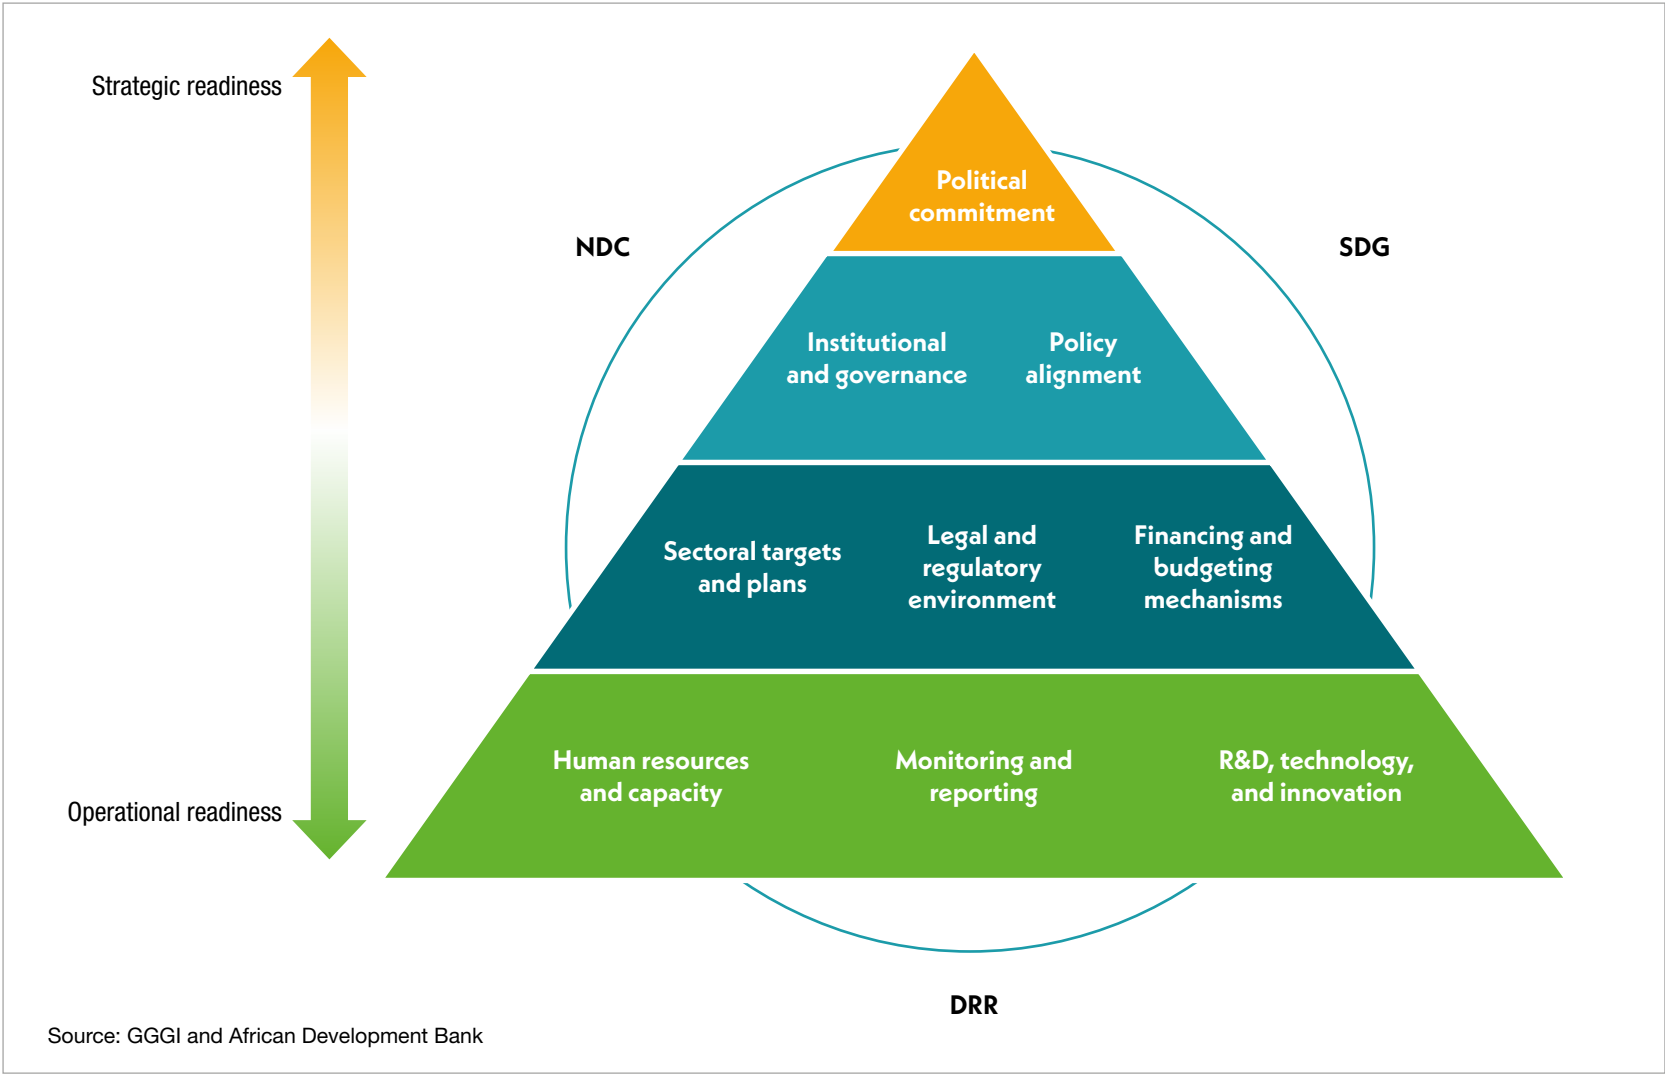 Strategic readiness
Political
commitment
NDC
SDG
Institutional
and governance
Policy
alignment
Sectoral targets
and plans
Legal and
regulatory
environment
Financing and
budgeting
mechanisms
Human resources
and capacity
Monitoring and
reporting
R&D, technology,
and innovation
Operational readiness
DRR
Source: GGGI and African Development Bank